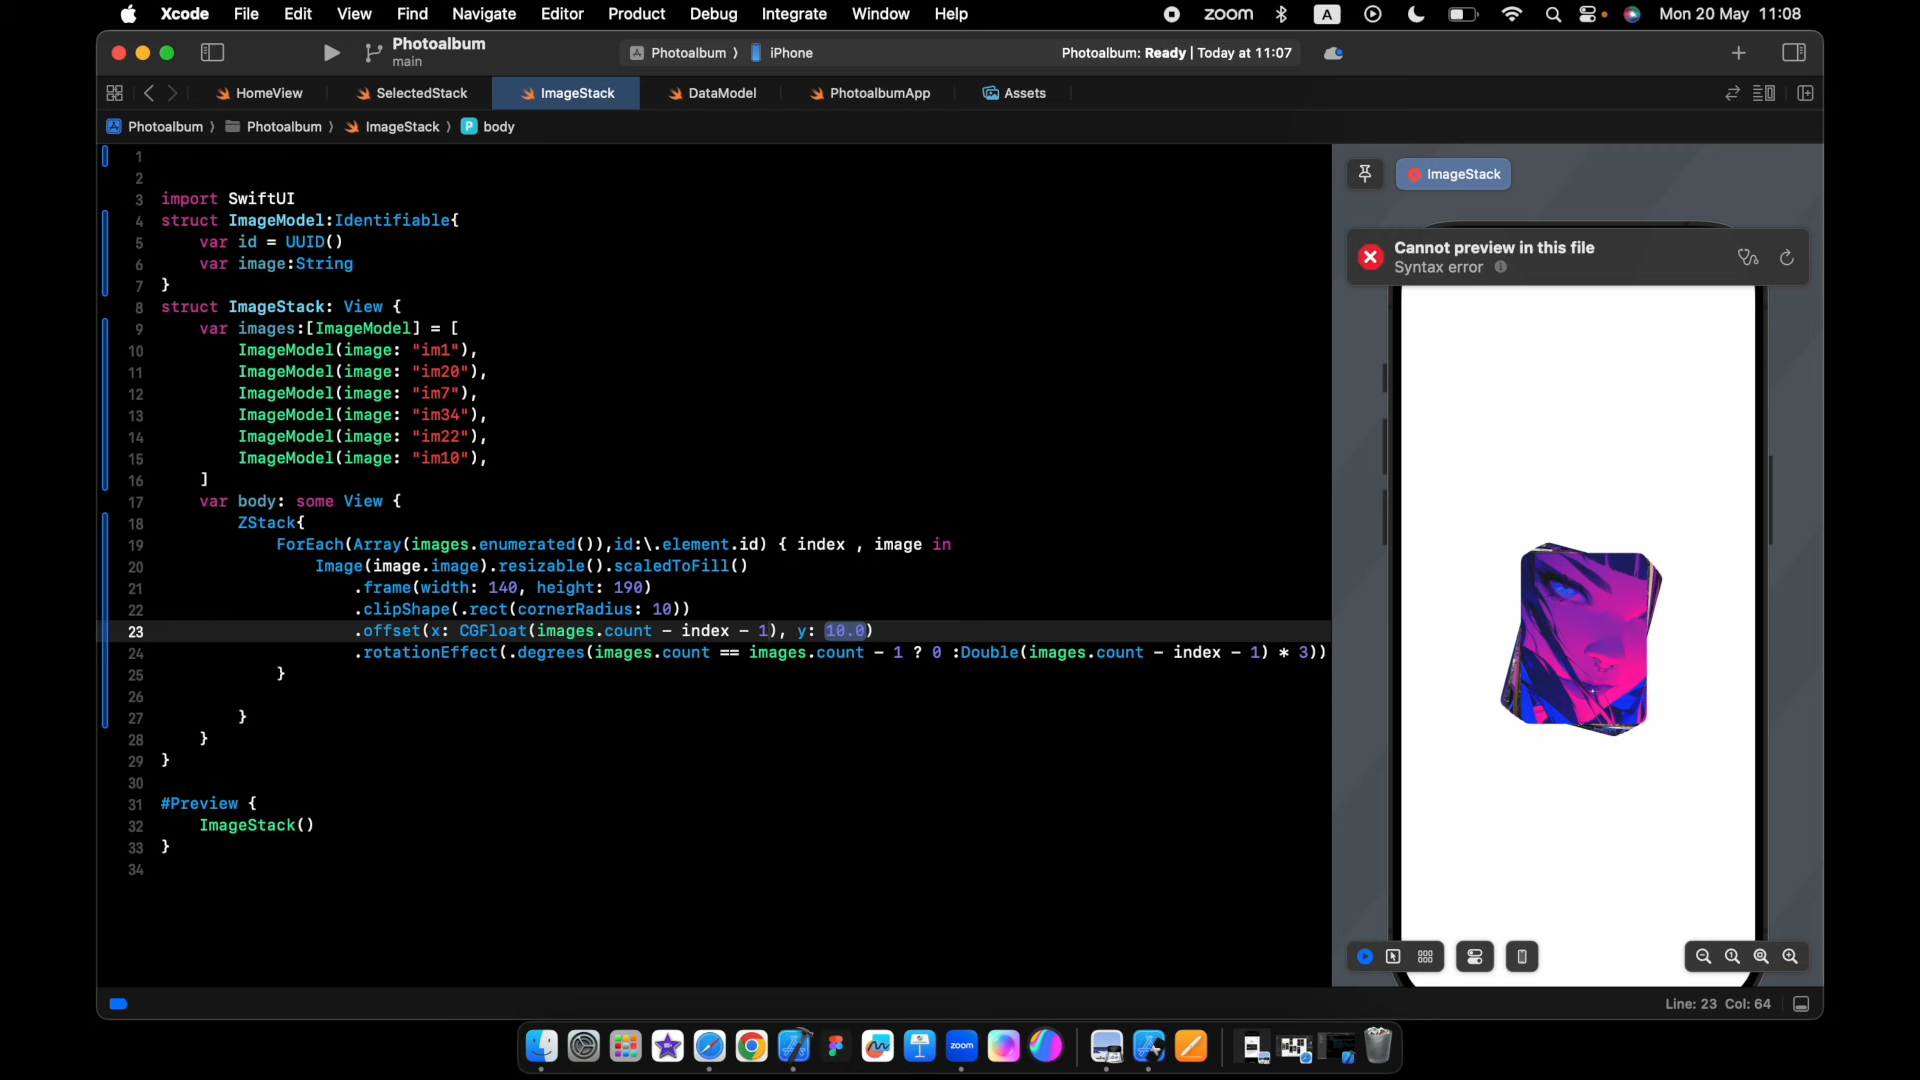 Xcode File Edit View Find Navigate Editor Product Debug Integrate Window Help zoom A Mon 20 May 11:08
Photoalbum
main
Photoalbum ⟩ iPhone Photoalbum: Ready | Today at 11:07
HomeView SelectedStack ImageStack DataModel PhotoalbumApp Assets
Photoalbum ⟩ Photoalbum ⟩ ImageStack ⟩ P body
1
2
3 import SwiftUI
4 struct ImageModel:Identifiable{
5 var id = UUID()
6 var image:String
7 }
8 struct ImageStack: View {
9 var images:[ImageModel] = [
10 ImageModel(image: "im1"),
11 ImageModel(image: "im20"),
12 ImageModel(image: "im7"),
13 ImageModel(image: "im34"),
14 ImageModel(image: "im22"),
15 ImageModel(image: "im10"),
16 ]
17 var body: some View {
18 ZStack{
19 ForEach(Array(images.enumerated()),id:\.element.id) { index , image in
20 Image(image.image).resizable().scaledToFill()
21 .frame(width: 140, height: 190)
22 .clipShape(.rect(cornerRadius: 10))
23 .offset(x: CGFloat(images.count - index - 1), y: 10.0)
24 .rotationEffect(.degrees(images.count == images.count - 1 ? 0 :Double(images.count - index - 1) * 3))
25 }
26
27 }
28 }
29 }
30
31 #Preview {
32 ImageStack()
33 }
34
ImageStack
Cannot preview in this file
Syntax error
Line: 23 Col: 64
zoom